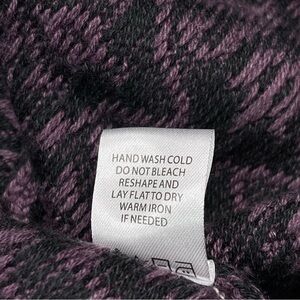 HAND WASH COLD
DO NOT BLEACH
RESHAPE AND
LAY FLAT TO DRY
WARM IRON
IF NEEDED